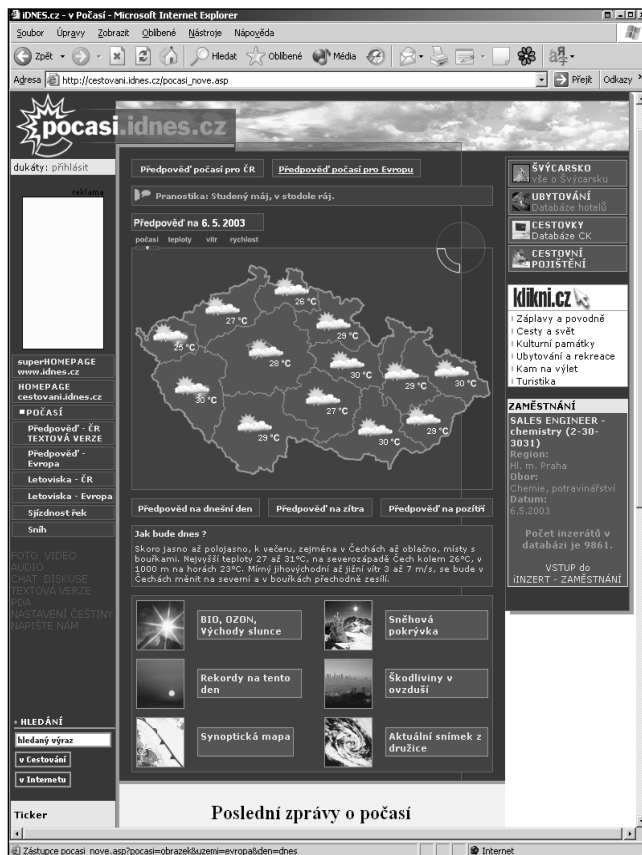 iDNES.cz - v Počasí - Microsoft Internet Explorer
Soubor Úpravy Zobrazit Oblíbené Nástroje Nápověda
Zpět Hledat Oblíbené Média
Adresa http://cestovani.idnes.cz/pocasi_nove.asp Přejít Odkazy »
pocasi.idnes.cz
dukáty: přihlásit
reklama
superHOMEPAGE
www.idnes.cz
HOMEPAGE
cestovani.idnes.cz
POČASÍ
Předpověď - ČR
TEXTOVÁ VERZE
Předpověď -
Evropa
Letoviska - ČR
Letoviska - Evropa
Sjízdnost řek
Sníh
FOTO VIDEO
AUDIO
CHAT DISKUSE
TEXTOVÁ VERZE
PDA
NASTAVENÍ ČEŠTINY
NAPIŠTE NÁM
HLEDÁNÍ
hledaný výraz
v Cestování
v Internetu
Ticker
Předpověď počasí pro ČR Předpověď počasí pro Evropu
Pranostika: Studený máj, v stodole ráj.
Předpověď na 6. 5. 2003
počasí teploty vítr rychlost
26 °C
27 °C
29 °C
25 °C
28 °C
30 °C
29 °C
30 °C
30 °C
27 °C
29 °C
29 °C
Předpověd na dnešní den Předpověd na zítra Předpověd na pozítří
Jak bude dnes ?
Skoro jasno až polojasno, k večeru, zejména v Čechách až oblačno, místy s
bouřkami. Nejvyšší teploty 27 až 31°C, na severozápadě Čech kolem 26°C, v
1000 m na horách 23°C. Mírný jihovýchodní až jižní vítr 3 až 7 m/s, se bude v
Čechách měnit na severní a v bouřkách přechodně zesílí.
BIO, OZON,
Východy slunce
Sněhová
pokrývka
Rekordy na tento
den
Škodliviny v
ovzduší
Synoptická mapa
Aktuální snímek z
družice
Poslední zprávy o počasí
ŠVÝCARSKO
vše o Švýcarsku
UBYTOVÁNÍ
Databáze hotelů
CESTOVKY
Databáze CK
CESTOVNÍ
POJIŠTĚNÍ
klikni.cz
Záplavy a povodně
Cesty a svět
Kulturní památky
Ubytování a rekreace
Kam na výlet
Turistika
ZAMĚSTNÁNÍ
SALES ENGINEER -
chemistry (2-30-
3031)
Region:
Hl. m. Praha
Obor:
Chemie, potravinářství
Datum:
6.5.2003
Počet inzerátů v
databázi je 9861.
VSTUP do
iINZERT - ZAMĚSTNÁNÍ
Zástupce pocasi_nove.asp?pocasi=obrazek&uzemi=evropa&den=dnes Internet